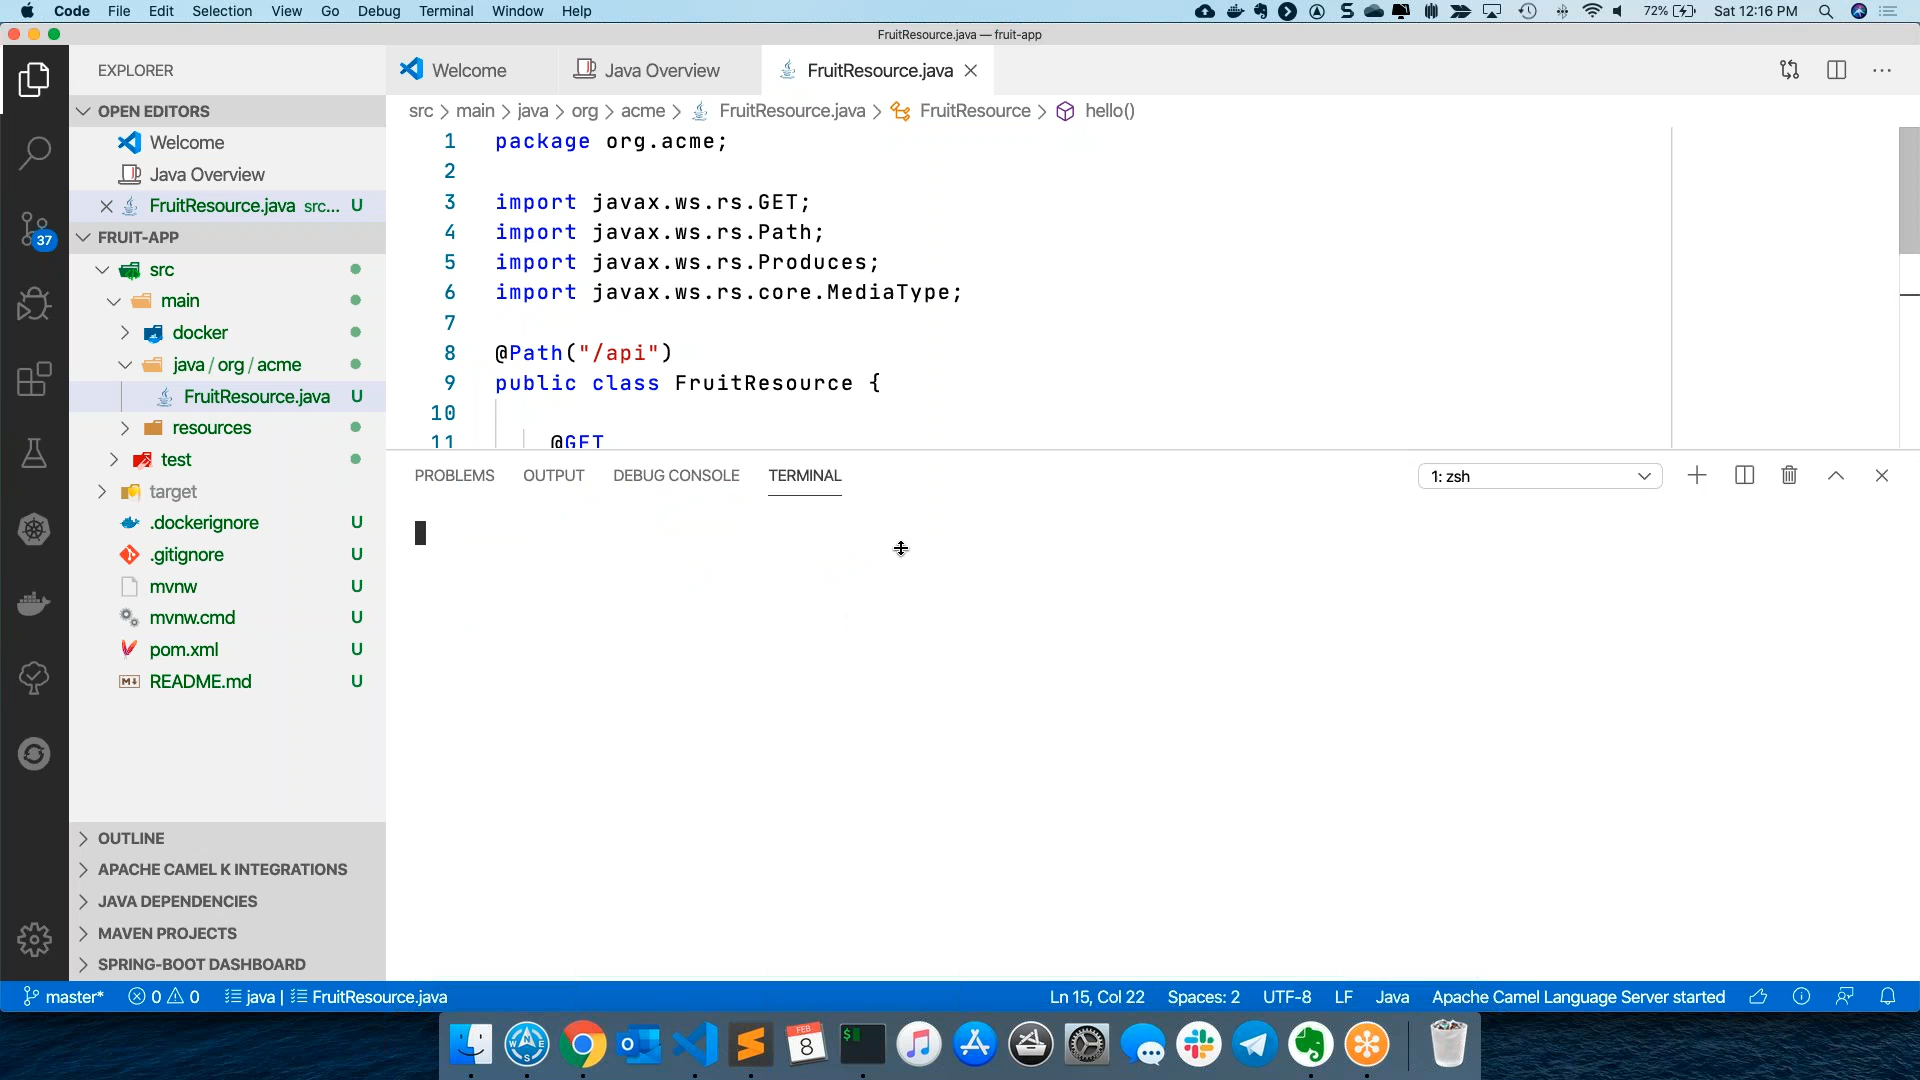 Code File Edit Selection View Go Debug Terminal Window Help 72% Sat 12:16 PM
FruitResource.java — fruit-app
EXPLORER
Welcome Java Overview FruitResource.java
OPEN EDITORS
Welcome
Java Overview
FruitResource.java src... U
37
FRUIT-APP
src
main
docker
java / org / acme
FruitResource.java U
resources
test
target
.dockerignore U
.gitignore U
mvnw U
mvnw.cmd U
pom.xml U
README.md U
OUTLINE
APACHE CAMEL K INTEGRATIONS
JAVA DEPENDENCIES
MAVEN PROJECTS
SPRING-BOOT DASHBOARD
src > main > java > org > acme > FruitResource.java > FruitResource > hello()
1 package org.acme;
2
3 import javax.ws.rs.GET;
4 import javax.ws.rs.Path;
5 import javax.ws.rs.Produces;
6 import javax.ws.rs.core.MediaType;
7
8 @Path("/api")
9 public class FruitResource {
10
11 @GET
PROBLEMS OUTPUT DEBUG CONSOLE TERMINAL 1: zsh
master* 0 0 java | FruitResource.java Ln 15, Col 22 Spaces: 2 UTF-8 LF Java Apache Camel Language Server started
FEB
8